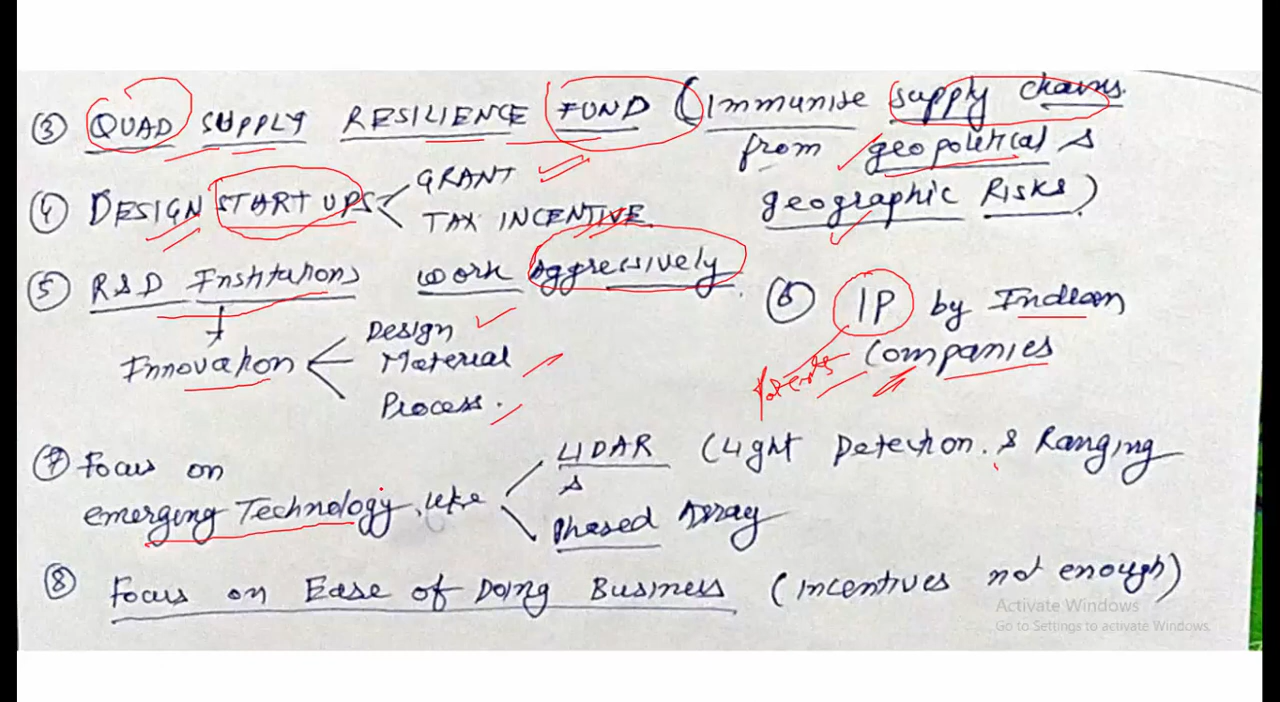 ③ QUAD SUPPLY RESILIENCE FUND (Immunise supply chains
from geopolitical &
geographic Risks)
④ DESIGN START UPS < GRANT
TAX INCENTIVE
⑤ R&D Institutions work Aggressively.
↓
Innovation < Design
Material
Process.
⑥ IP by Indian
Companies
Patents
⑦ Focus on
emerging Technology like
LIDAR (Light Detection & Ranging
&
Phased Array
⑧ Focus on Ease of Doing Business (Incentives not enough)
Activate Windows
Go to Settings to activate Windows.